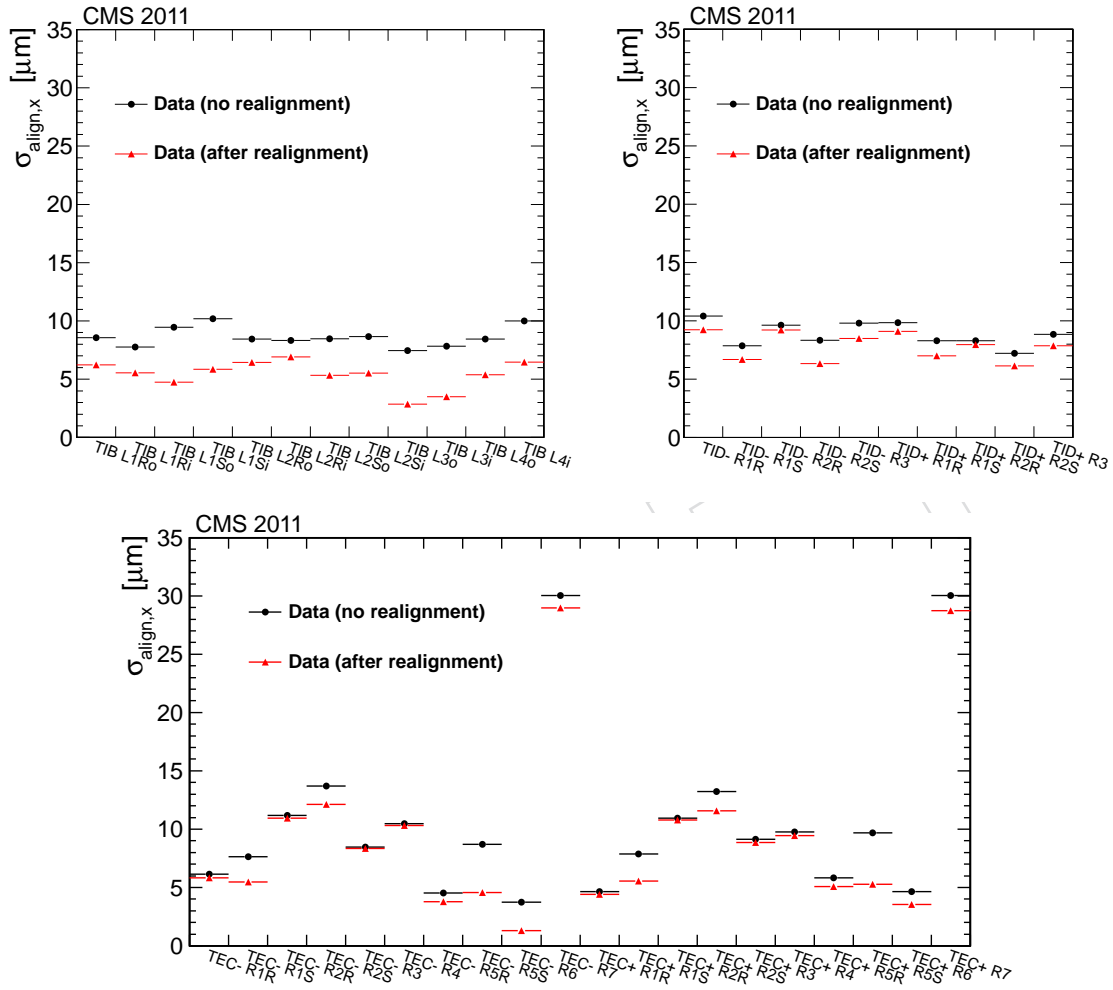 CMS 2011
σalign,x [μm]
35
30
25
20
15
10
5
0
Data (no realignment)
Data (after realignment)
TIB L1Ro
TIB L1Ri
TIB L1So
TIB L1Si
TIB L2Ro
TIB L2Ri
TIB L2So
TIB L2Si
TIB L3o
TIB L3i
TIB L4o
TIB L4i
CMS 2011
σalign,x [μm]
35
30
25
20
15
10
5
0
Data (no realignment)
Data (after realignment)
TID- R1R
TID- R1S
TID- R2R
TID- R2S
TID- R3
TID+ R1R
TID+ R1S
TID+ R2R
TID+ R2S
TID+ R3
CMS 2011
σalign,x [μm]
35
30
25
20
15
10
5
0
Data (no realignment)
Data (after realignment)
TEC- R1R
TEC- R1S
TEC- R2R
TEC- R2S
TEC- R3
TEC- R4
TEC- R5R
TEC- R5S
TEC- R6
TEC- R7
TEC+ R1R
TEC+ R1S
TEC+ R2R
TEC+ R2S
TEC+ R3
TEC+ R4
TEC+ R5R
TEC+ R5S
TEC+ R6
TEC+ R7